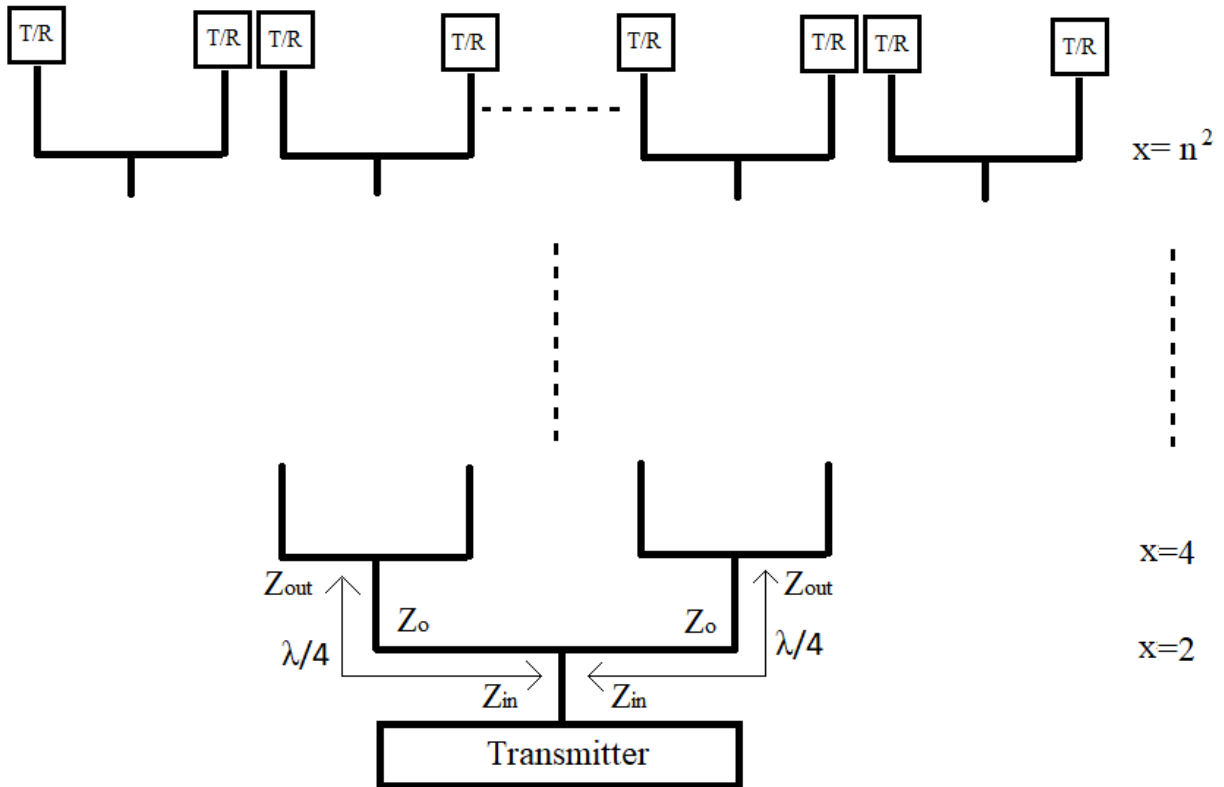 T/R T/R T/R T/R T/R T/R T/R T/R
x= n²
x=4
Zout Zout
Zo Zo
λ/4 λ/4
x=2
Zin Zin
Transmitter